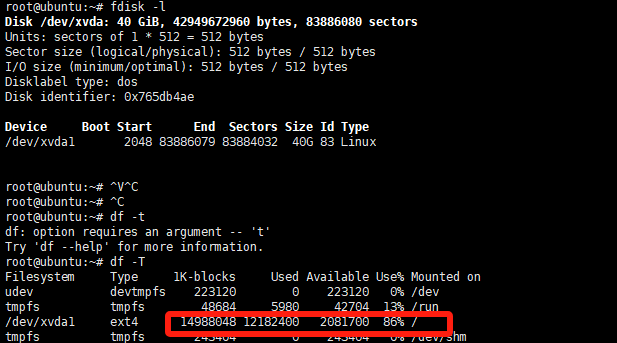 root@ubuntu:~# fdisk -l
Disk /dev/xvda: 40 GiB, 42949672960 bytes, 83886080 sectors
Units: sectors of 1 * 512 = 512 bytes
Sector size (logical/physical): 512 bytes / 512 bytes
I/O size (minimum/optimal): 512 bytes / 512 bytes
Disklabel type: dos
Disk identifier: 0x765db4ae
Device     Boot Start      End  Sectors Size Id Type
/dev/xvda1       2048 83886079 83884032  40G 83 Linux
root@ubuntu:~# ^V^C
root@ubuntu:~# ^C
root@ubuntu:~# df -t
df: option requires an argument -- 't'
Try 'df --help' for more information.
root@ubuntu:~# df -T
Filesystem     Type     1K-blocks     Used Available Use% Mounted on
udev           devtmpfs    223120        0    223120   0% /dev
tmpfs          tmpfs        48684     5980     42704  13% /run
/dev/xvda1     ext4      14988048 12182400   2081700  86% /
tmpfs          tmpfs       243404        0    243404   0% /dev/shm